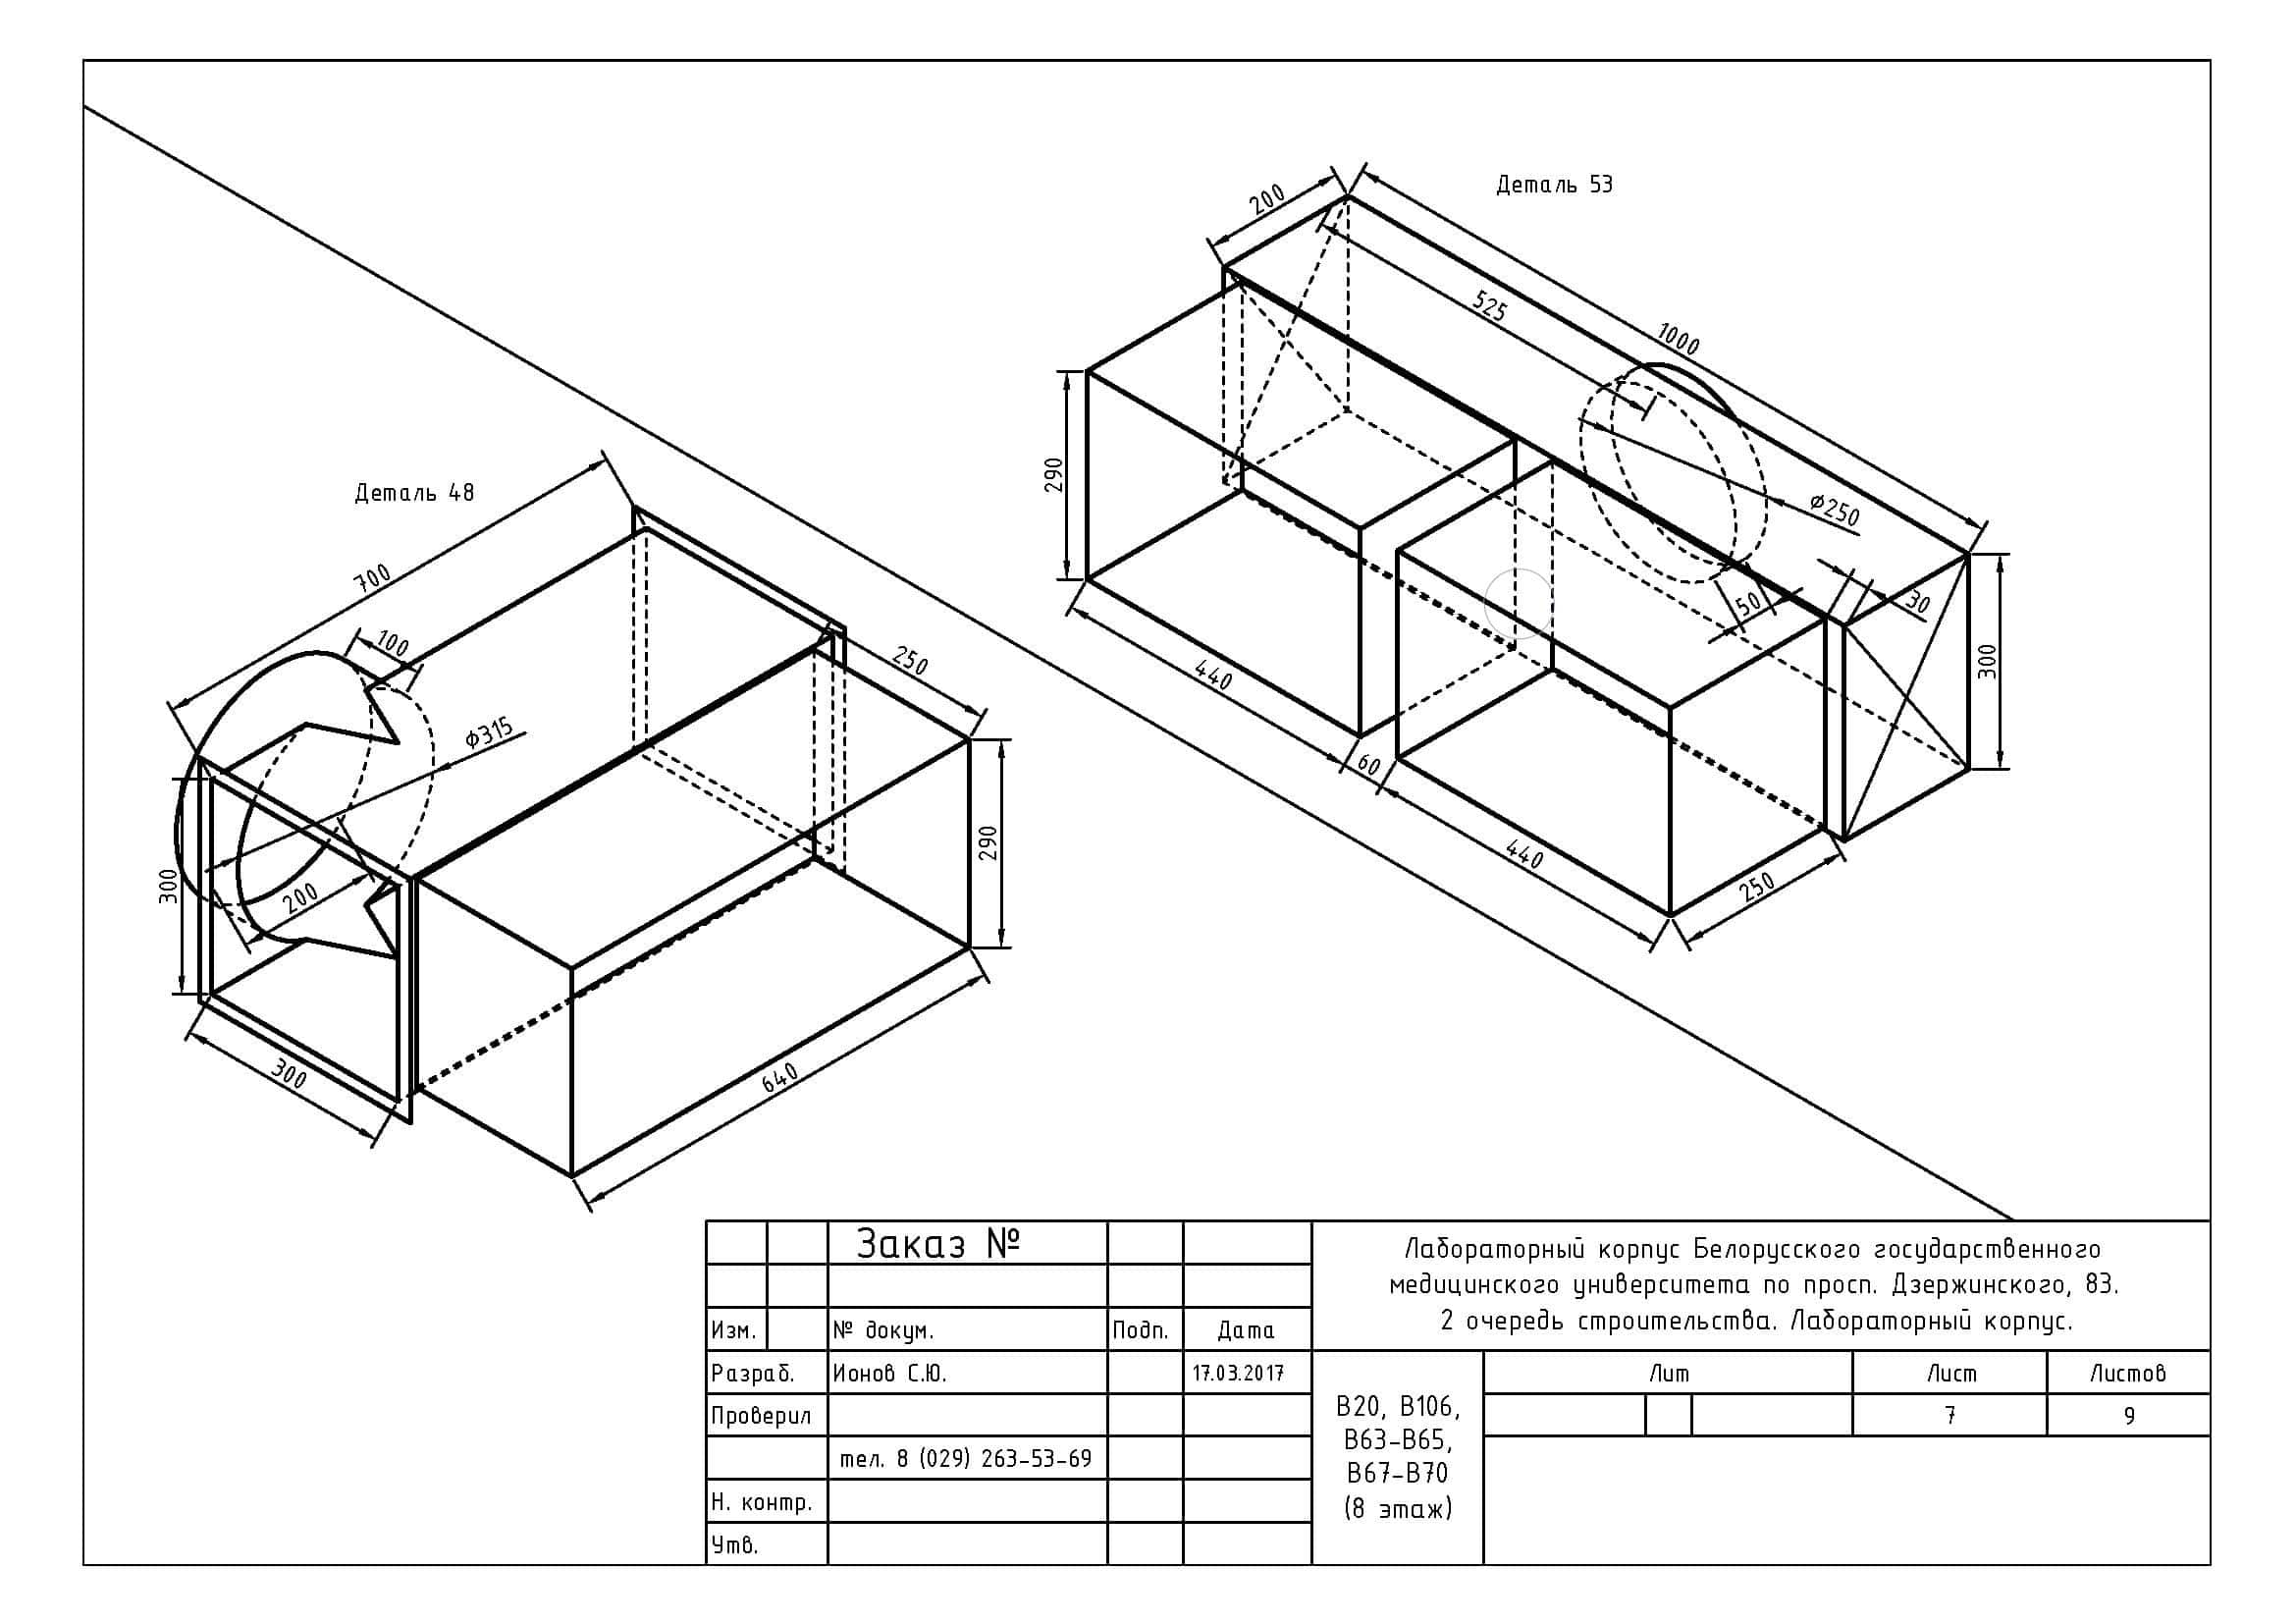 Деталь 53
200
525
1000
290
ø250
50
30
300
440
60
440
250
Деталь 48
700
100
ø315
250
290
300
200
300
640
Заказ №
Изм.
№ докум.
Подп.
Дата
Разраб.
Ионов С.Ю.
17.03.2017
Проверил
тел. 8 (029) 263-53-69
Н. контр.
Утв.
Лабораторный корпус Белорусского государственного
медицинского университета по просп. Дзержинского, 83.
2 очередь строительства. Лабораторный корпус.
В20, В106,
В63-В65,
В67-В70
(8 этаж)
Лит
Лист
Листов
7
9